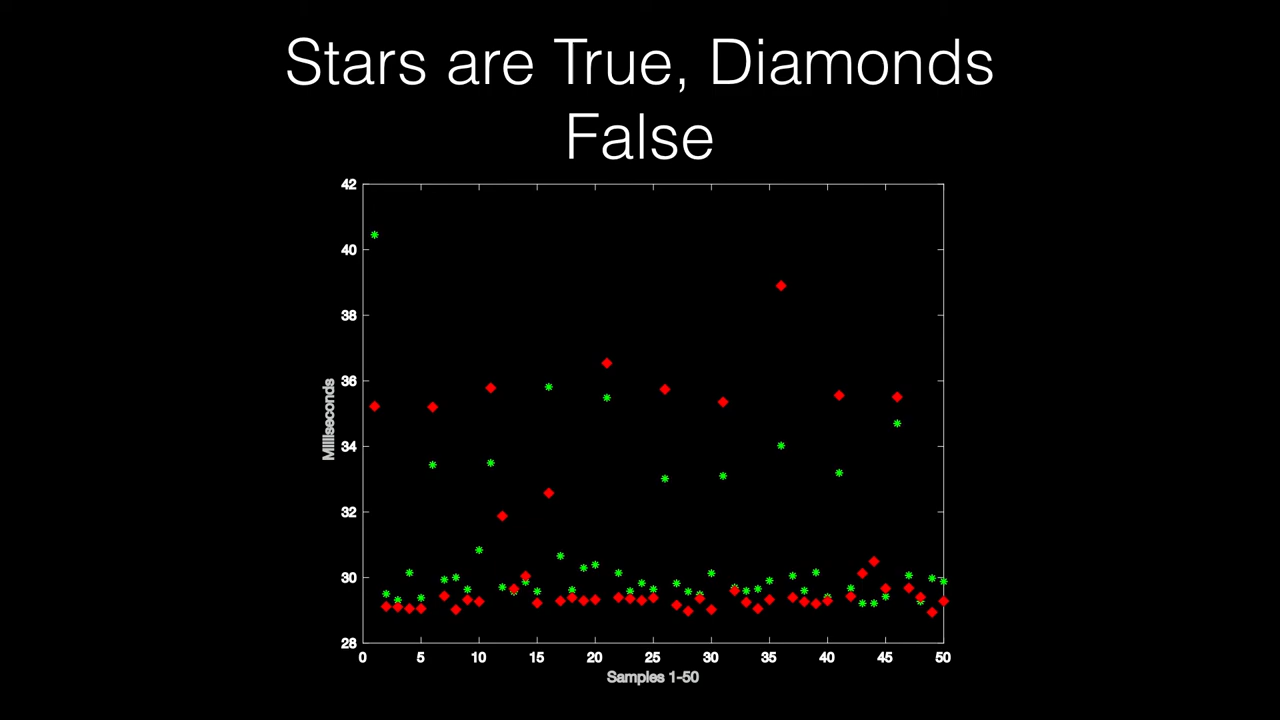 Stars are True, Diamonds
False
42
40
38
36
34
32
30
28
Milliseconds
0 5 10 15 20 25 30 35 40 45 50
Samples 1-50